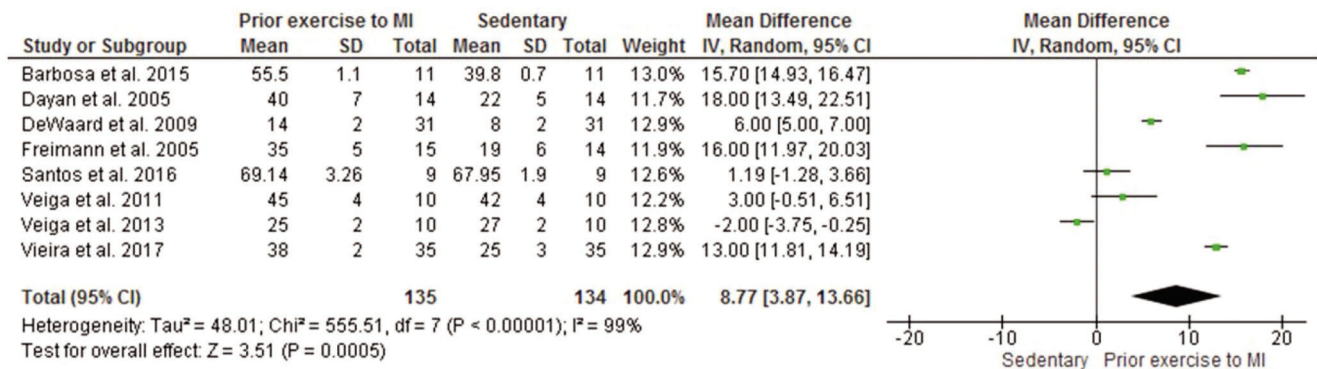 Prior exercise to MI Sedentary Mean Difference Mean Difference
Study or Subgroup Mean SD Total Mean SD Total Weight IV, Random, 95% CI IV, Random, 95% CI
Barbosa et al. 2015 55.5 1.1 11 39.8 0.7 11 13.0% 15.70 [14.93, 16.47]
Dayan et al. 2005 40 7 14 22 5 14 11.7% 18.00 [13.49, 22.51]
DeWaard et al. 2009 14 2 31 8 2 31 12.9% 6.00 [5.00, 7.00]
Freimann et al. 2005 35 5 15 19 6 14 11.9% 16.00 [11.97, 20.03]
Santos et al. 2016 69.14 3.26 9 67.95 1.9 9 12.6% 1.19 [-1.28, 3.66]
Veiga et al. 2011 45 4 10 42 4 10 12.2% 3.00 [-0.51, 6.51]
Veiga et al. 2013 25 2 10 27 2 10 12.8% -2.00 [-3.75, -0.25]
Vieira et al. 2017 38 2 35 25 3 35 12.9% 13.00 [11.81, 14.19]
Total (95% CI) 135 134 100.0% 8.77 [3.87, 13.66]
Heterogeneity: Tau² = 48.01; Chi² = 555.51, df = 7 (P < 0.00001); I² = 99%
Test for overall effect: Z = 3.51 (P = 0.0005)
-20 -10 0 10 20
Sedentary Prior exercise to MI